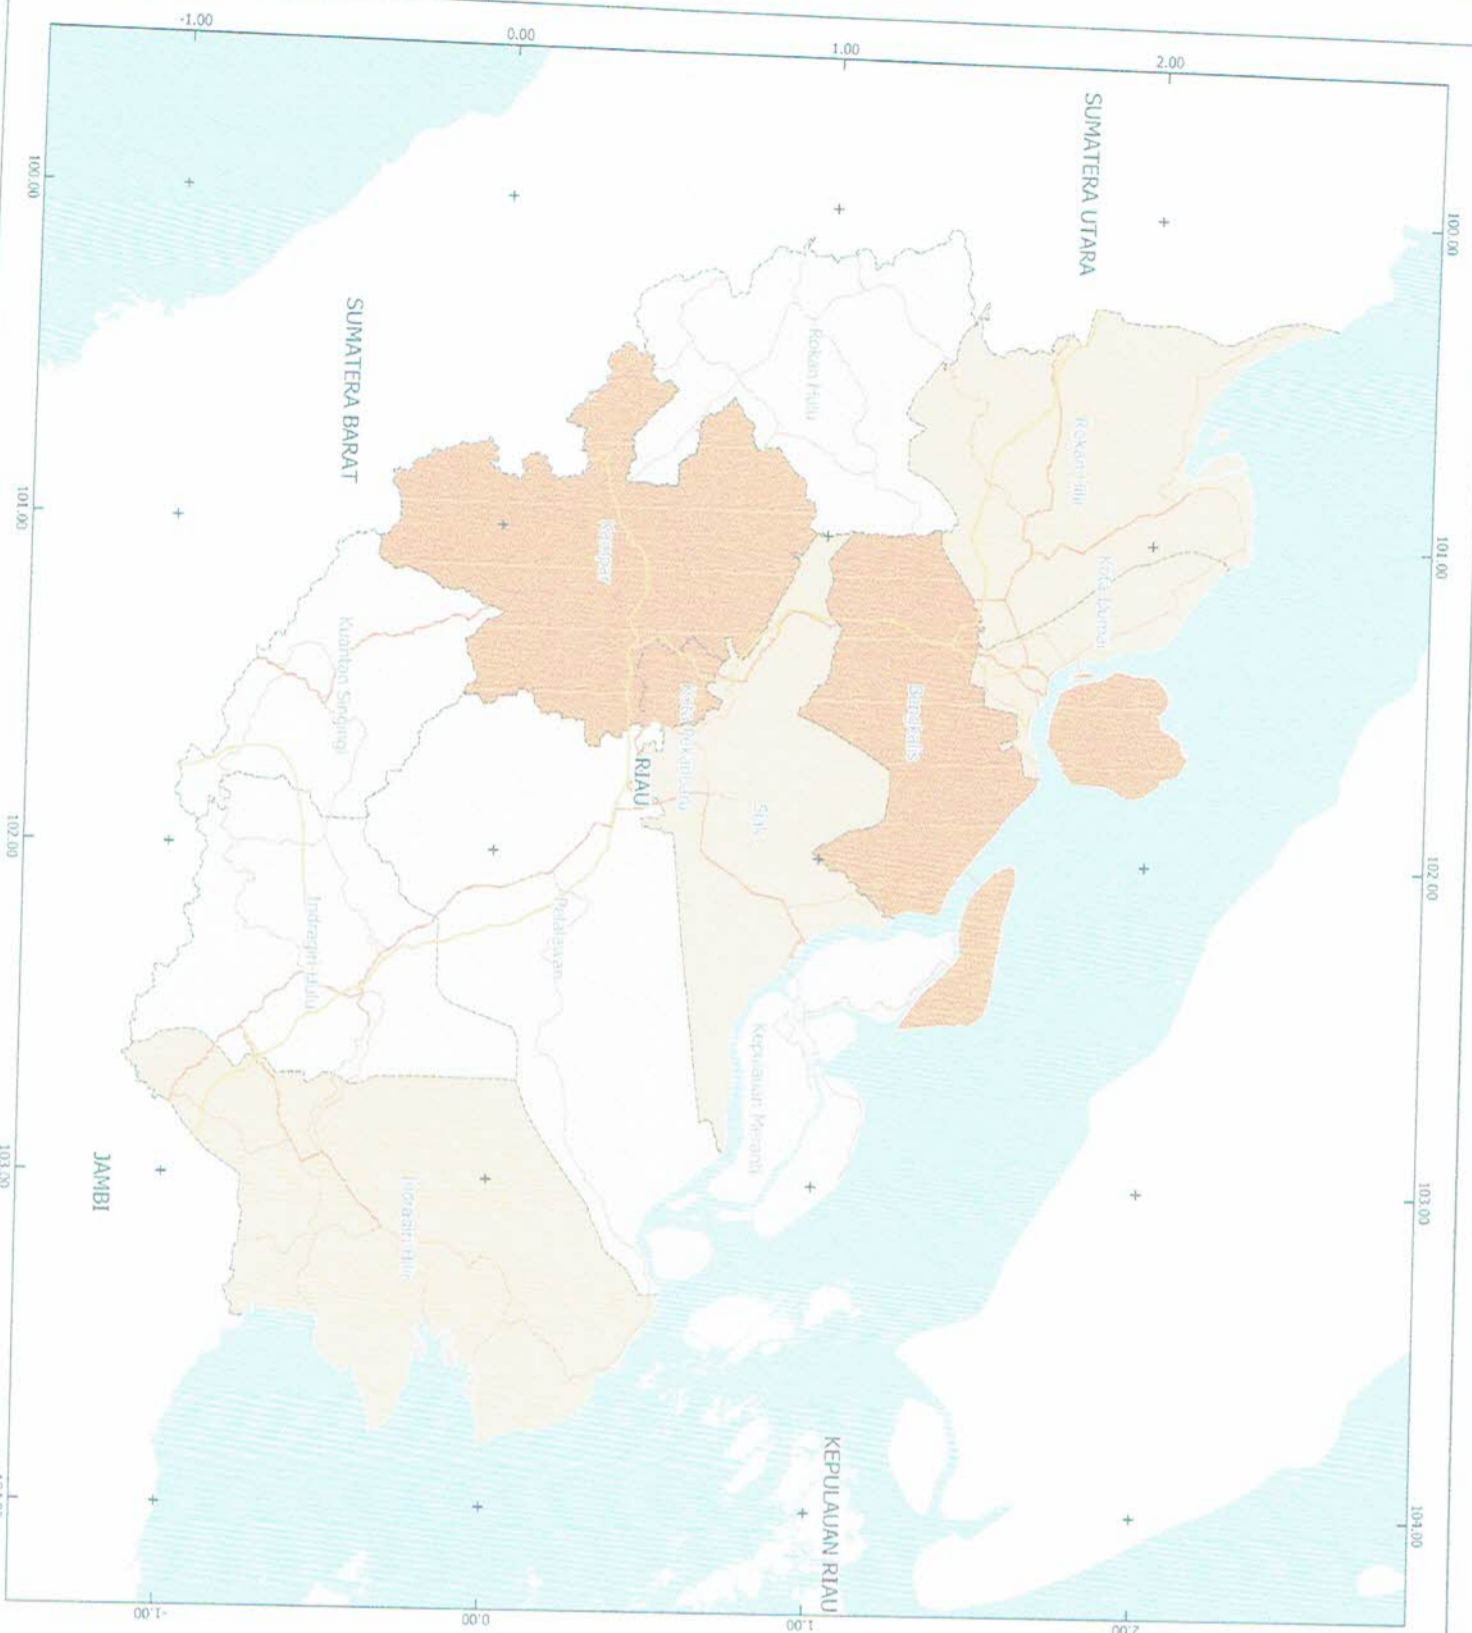 100.00
101.00
102.00
103.00
104.00
2.00
2.00
SUMATERA UTARA
Rokan Hilir
Kota Dumai
Bengkalis
1.00
1.00
Rokan Hulu
Siak
Kepulauan Meranti
KEPULAUAN RIAU
Kota Pekanbaru
RIAU
Kampar
Pelalawan
0.00
0.00
SUMATERA BARAT
Kuantan Singingi
Indragiri Hulu
Indragiri Hilir
JAMBI
-1.00
-1.00
100.00
101.00
102.00
103.00